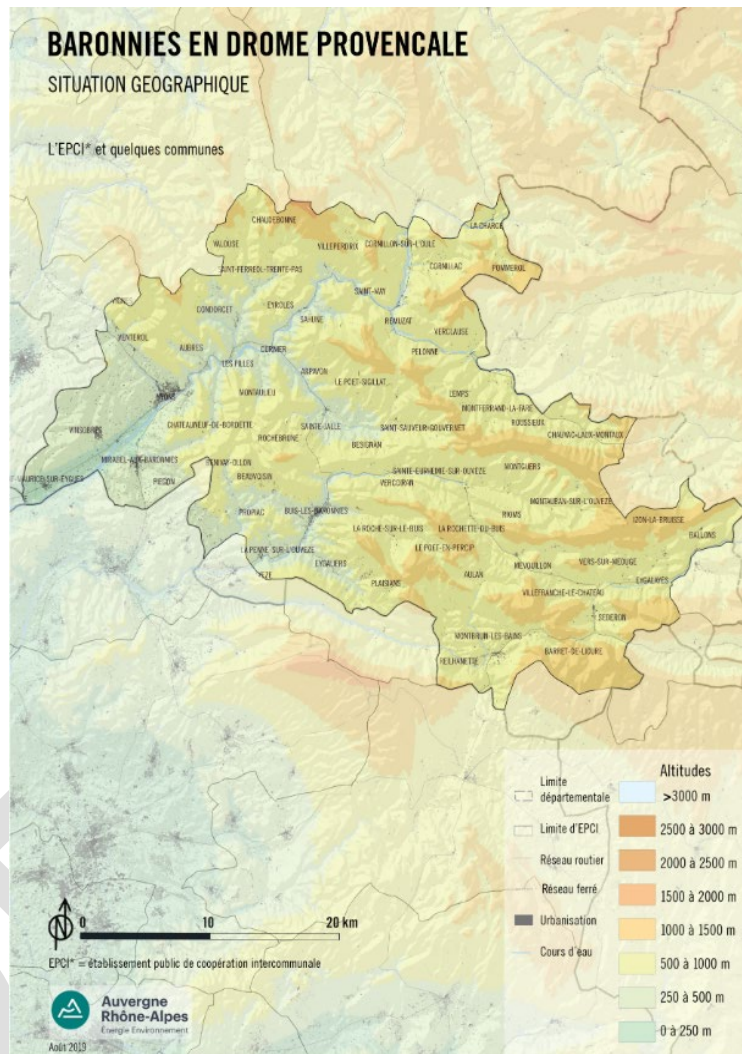 BARONNIES EN DROME PROVENCALE
SITUATION GEOGRAPHIQUE
L'EPCI* et quelques communes
CHAUDEBONNE
LA CHARCE
VALOUSE
VILLEPERDRIX
CORNILLON-SUR-L'OULE
SAINT-FERREOL-TRENTE-PAS
CORNILLAC
POMMEROL
SAINT-MAY
CONDORCET
EYROLES
SAHUNE
REMUZAT
VERCLAUSE
VENTEROL
AUBRES
CURNIER
PELONNE
LES PILLES
ARPAVON
LE POET-SIGILLAT
MONTAULIEU
LEMPS
NYONS
MONTFERRAND-LA-FARE
ROUSSIEUX
CHATEAUNEUF-DE-BORDETTE
SAINTE-JALLE
SAINT-SAUVEUR-GOUVERNET
CHAUVAC-LAUX-MONTAUX
VINSOBRES
ROCHEBRUNE
BESIGNAN
MIRABEL-AUX-BARONNIES
BENIVAY-OLLON
MONTGUERS
SAINTE-EUPHEMIE-SUR-OUVEZE
T-MAURICE-SUR-EYGUES
PIEGON
BEAUVOISIN
VERCOIRAN
MONTAUBAN-SUR-L'OUVEZE
PROPIAC
BUIS-LES-BARONNIES
RIOMS
IZON-LA-BRUISSE
LA ROCHE-SUR-LE-BUIS
LA ROCHETTE-DU-BUIS
BALLONS
LA PENNE-SUR-L'OUVEZE
LE POET-EN-PERCIP
EYGALIERS
MEVOUILLON
VERS-SUR-MEOUGE
AULAN
PLAISIANS
EYGALAYES
VILLEFRANCHE-LE-CHATEAU
SEDERON
MONTBRUN-LES-BAINS
BARRET-DE-LIOURE
REILHANETTE
Altitudes
Limite
départementale
>3000 m
Limite d'EPCI
2500 à 3000 m
Réseau routier
2000 à 2500 m
Réseau ferré
1500 à 2000 m
Urbanisation
1000 à 1500 m
Cours d'eau
500 à 1000 m
250 à 500 m
0 à 250 m
N
0 10 20 km
EPCI* = établissement public de coopération intercommunale
Auvergne
Rhône-Alpes
Énergie Environnement
Août 2019